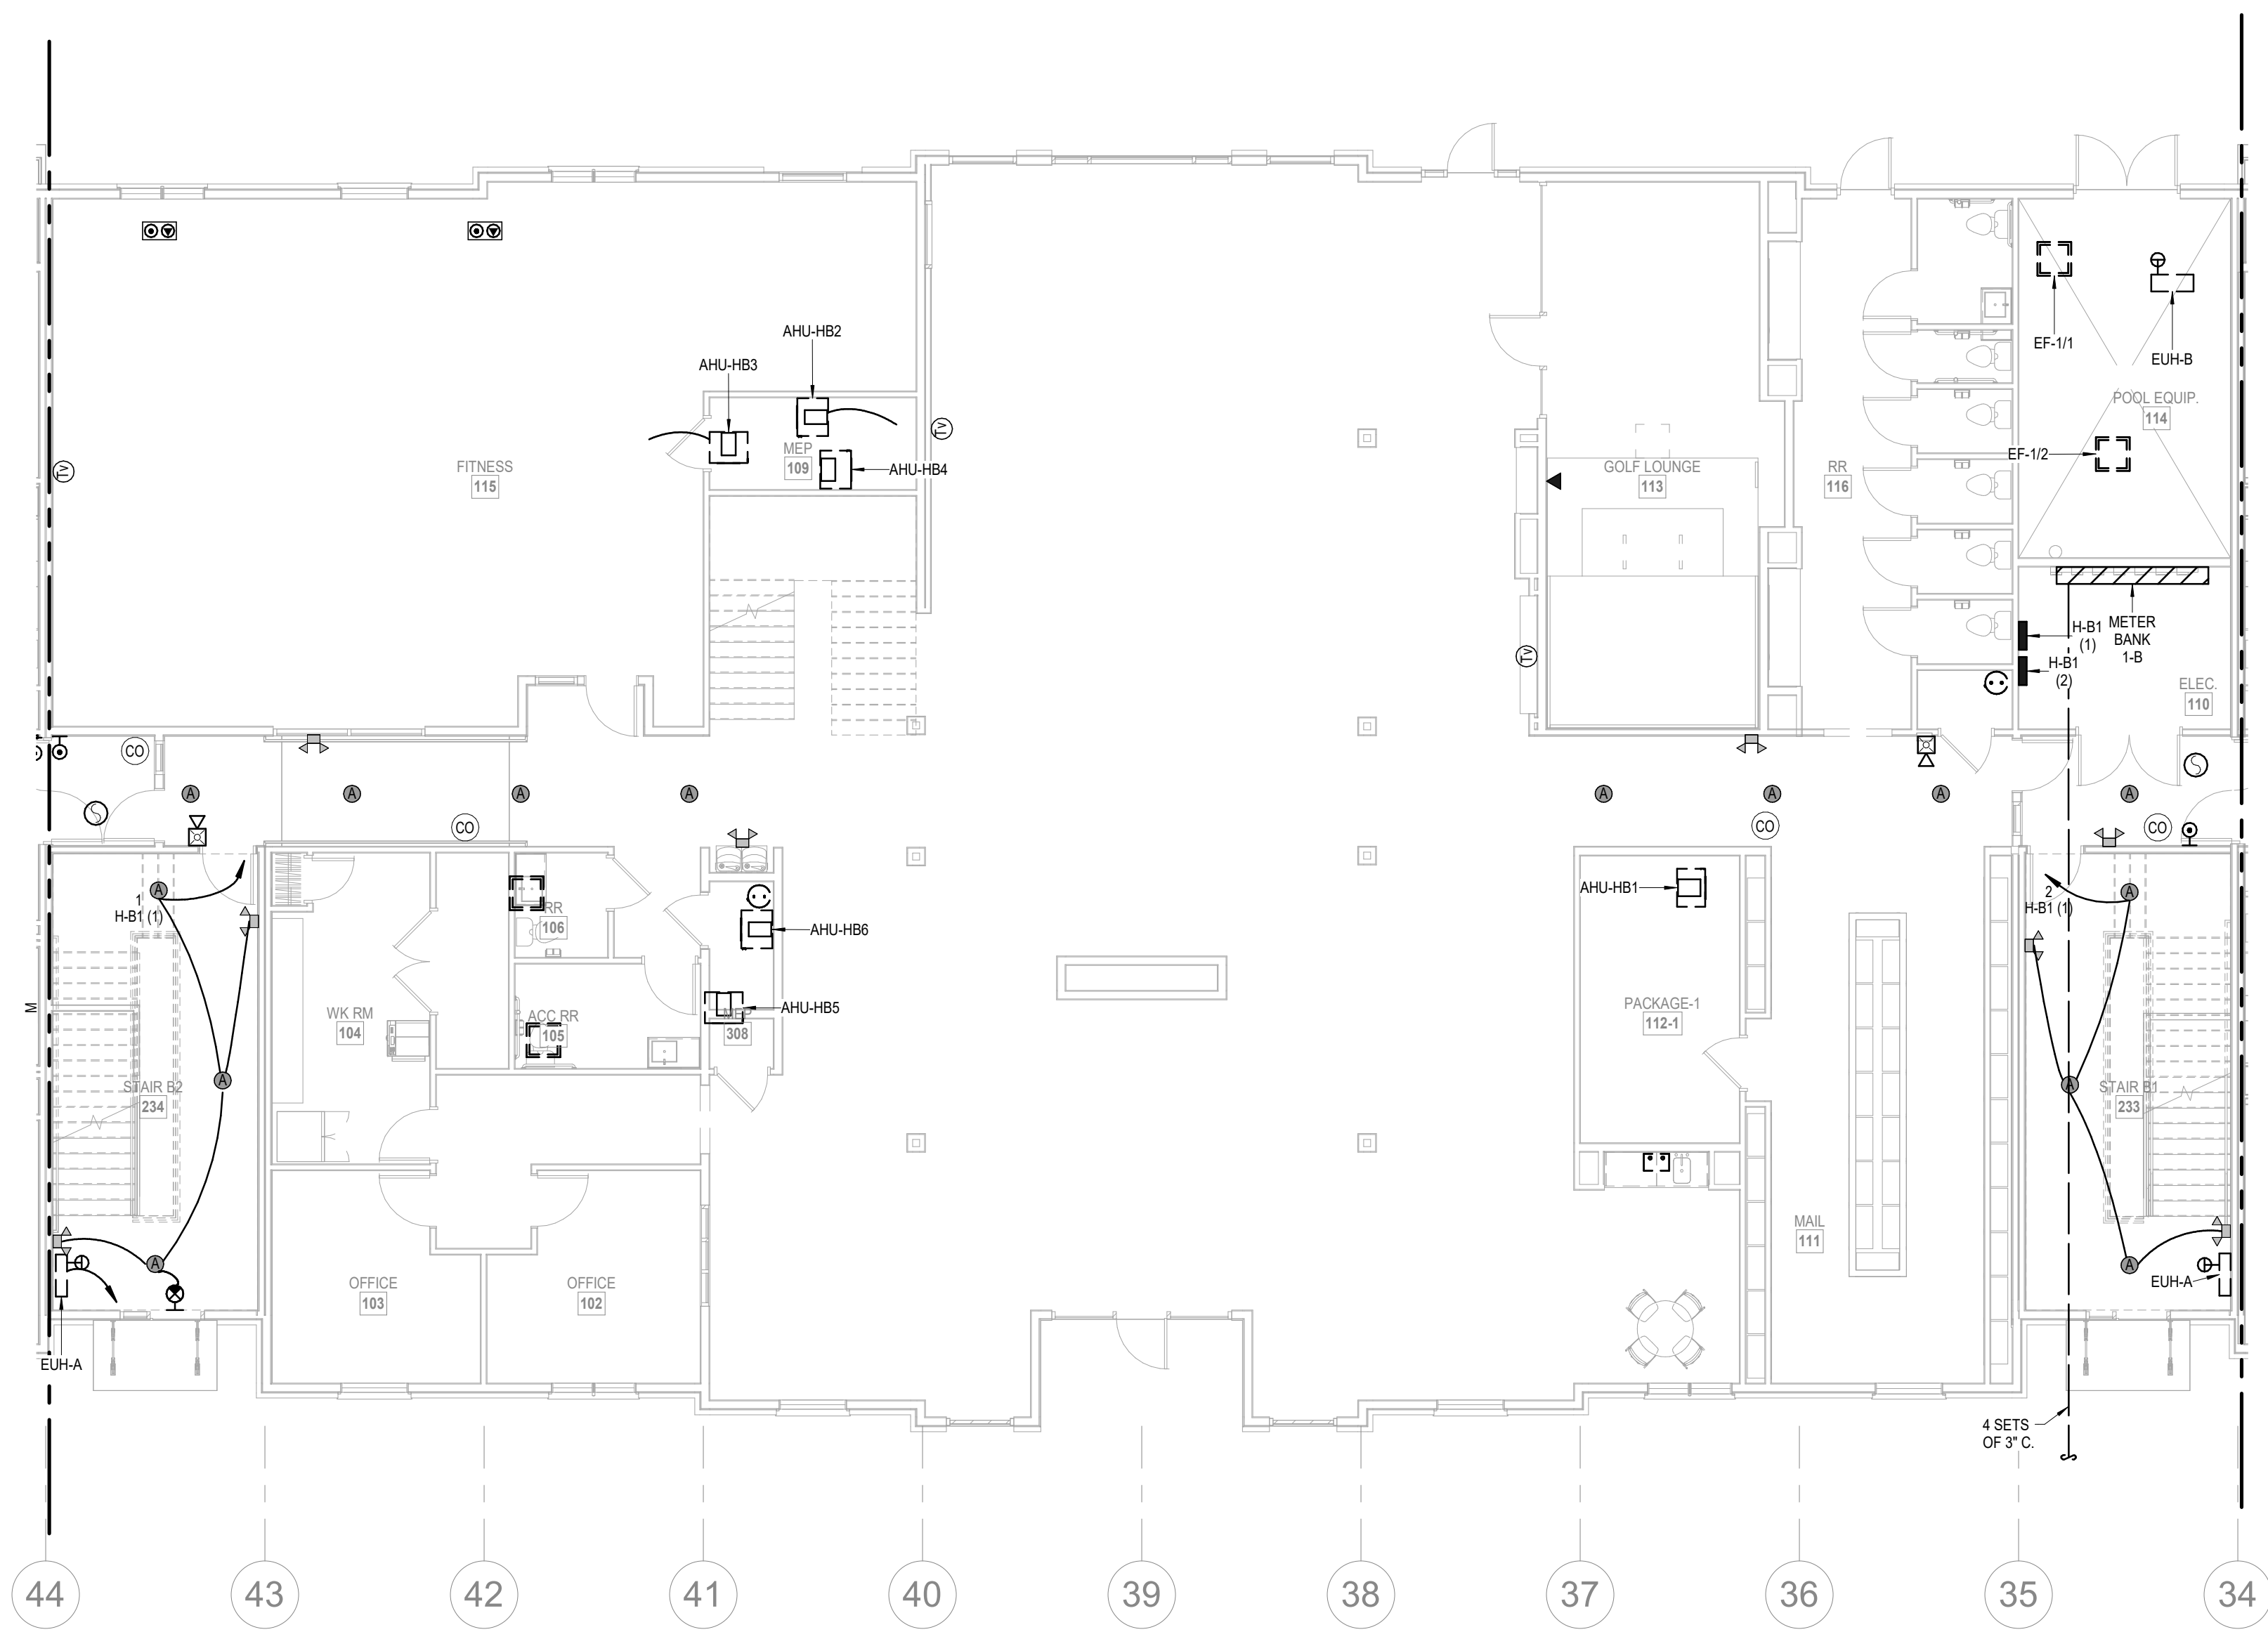 AHU-HB2
AHU-HB3
EF-1/1
EUH-B
POOL EQUIP.
114
Tv
MEP
109
AHU-HB4
EF-1/2
Tv
FITNESS
115
GOLF LOUNGE
113
RR
116
H-B1
(1)
METER
BANK
1-B
H-B1
(2)
Tv
ELEC.
110
CO
S
A
A
A
A
A
A
A
A
S
CO
CO
CO
A
1
H-B1 (1)
RR
106
AHU-HB6
AHU-HB1
A
2
H-B1 (1)
M
WK RM
104
ACC RR
105
AHU-HB5
MEP
308
PACKAGE-1
112-1
A
STAIR B2
234
A
STAIR B1
233
MAIL
111
A
OFFICE
103
OFFICE
102
A
EUH-A
EUH-A
4 SETS
OF 3" C.
44
43
42
41
40
39
38
37
36
35
34